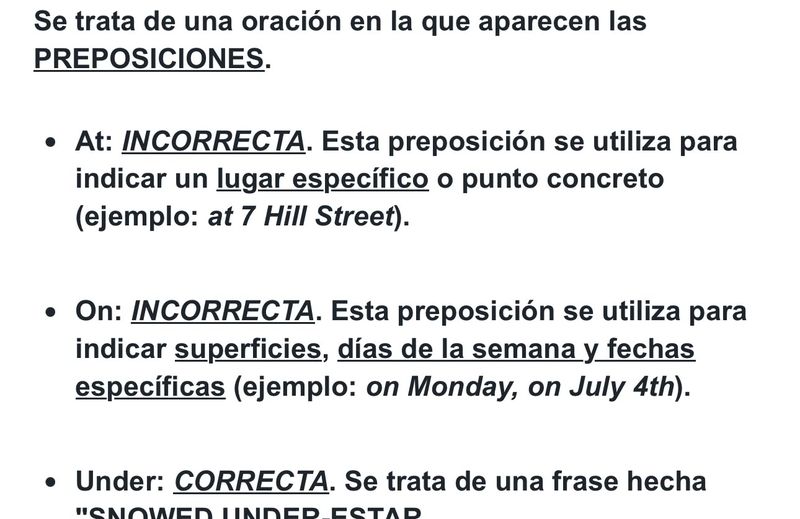 Se trata de una oración en la que aparecen las
PREPOSICIONES.
• At: INCORRECTA. Esta preposición se utiliza para
indicar un lugar específico o punto concreto
(ejemplo: at 7 Hill Street).
• On: INCORRECTA. Esta preposición se utiliza para
indicar superficies, días de la semana y fechas
específicas (ejemplo: on Monday, on July 4th).
• Under: CORRECTA. Se trata de una frase hecha
"SNOWED UNDER-ESTAR